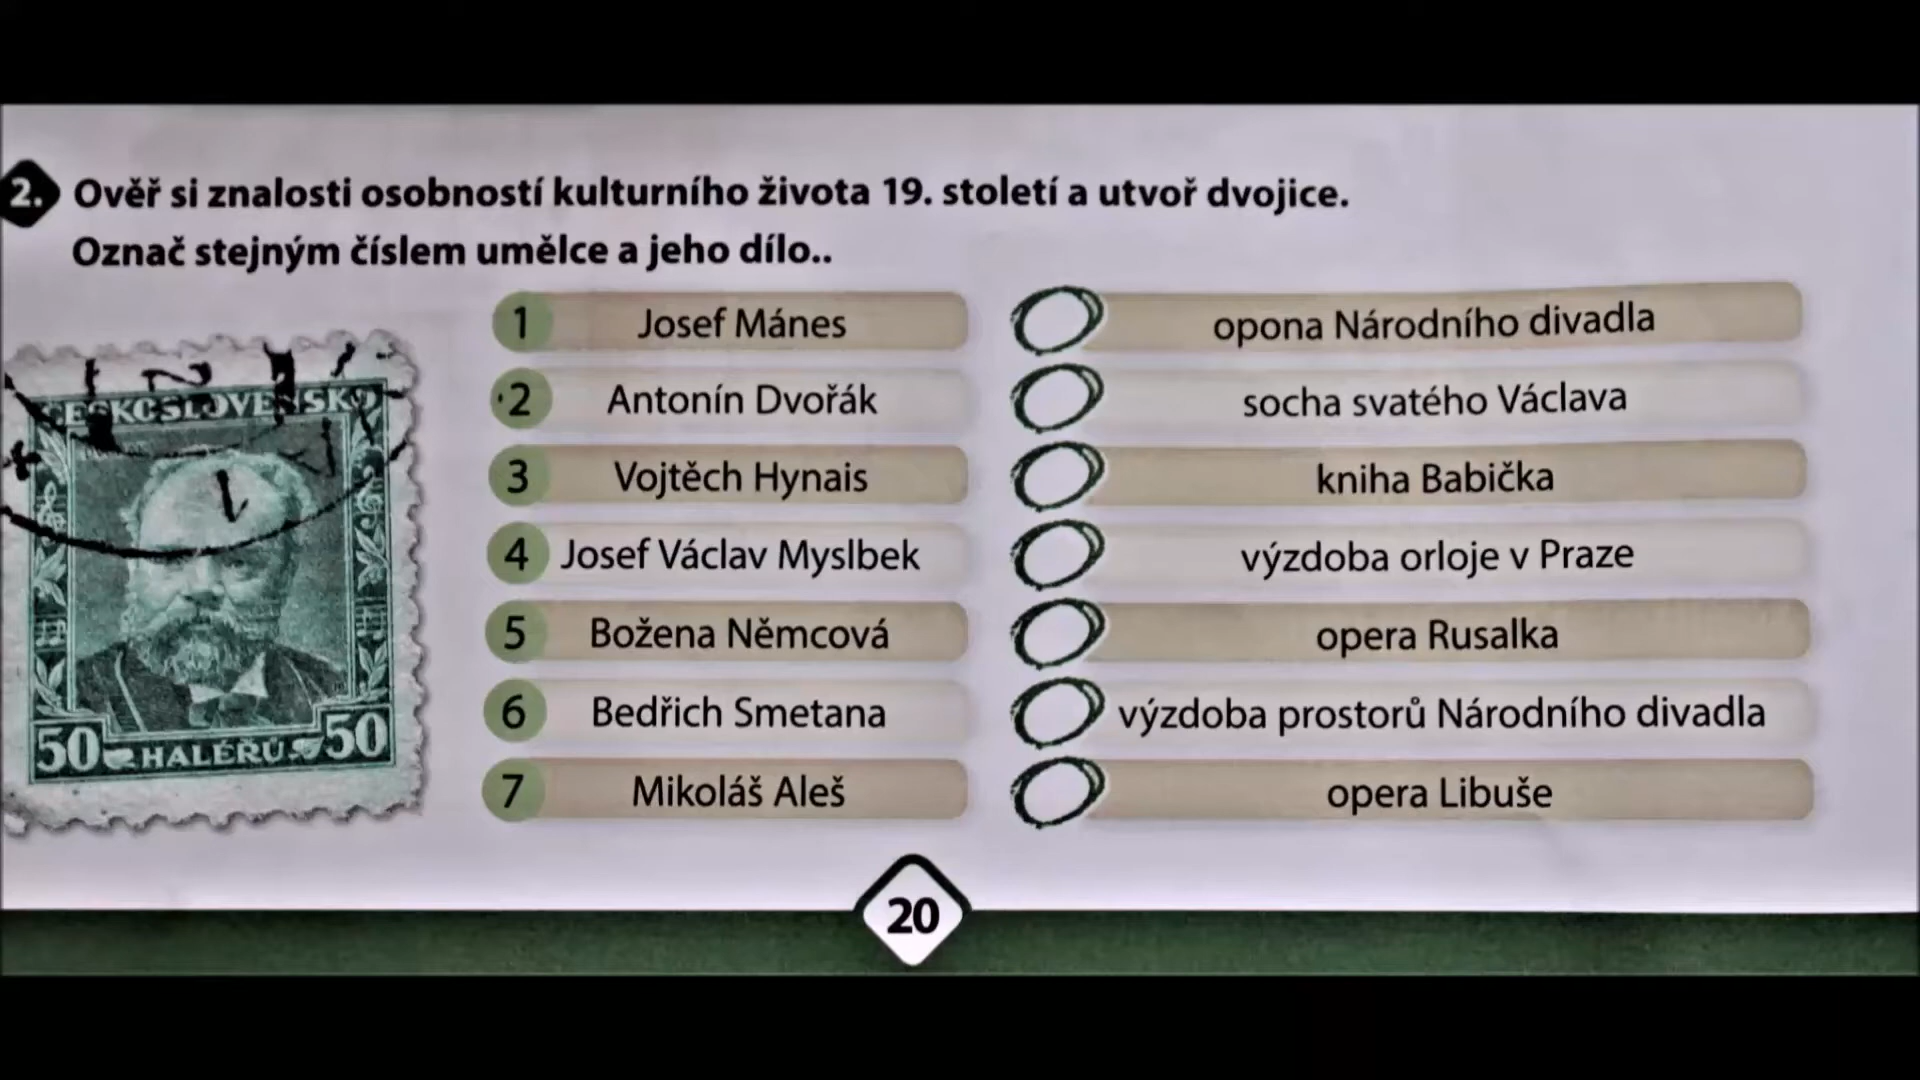 2. Ověř si znalosti osobností kulturního života 19. století a utvoř dvojice.
Označ stejným číslem umělce a jeho dílo..
1 Josef Mánes opona Národního divadla
2 Antonín Dvořák socha svatého Václava
3 Vojtěch Hynais kniha Babička
4 Josef Václav Myslbek výzdoba orloje v Praze
5 Božena Němcová opera Rusalka
6 Bedřich Smetana výzdoba prostorů Národního divadla
7 Mikoláš Aleš opera Libuše
ČESKOSLOVENSKO
50 HALÉŘŮ 50
20